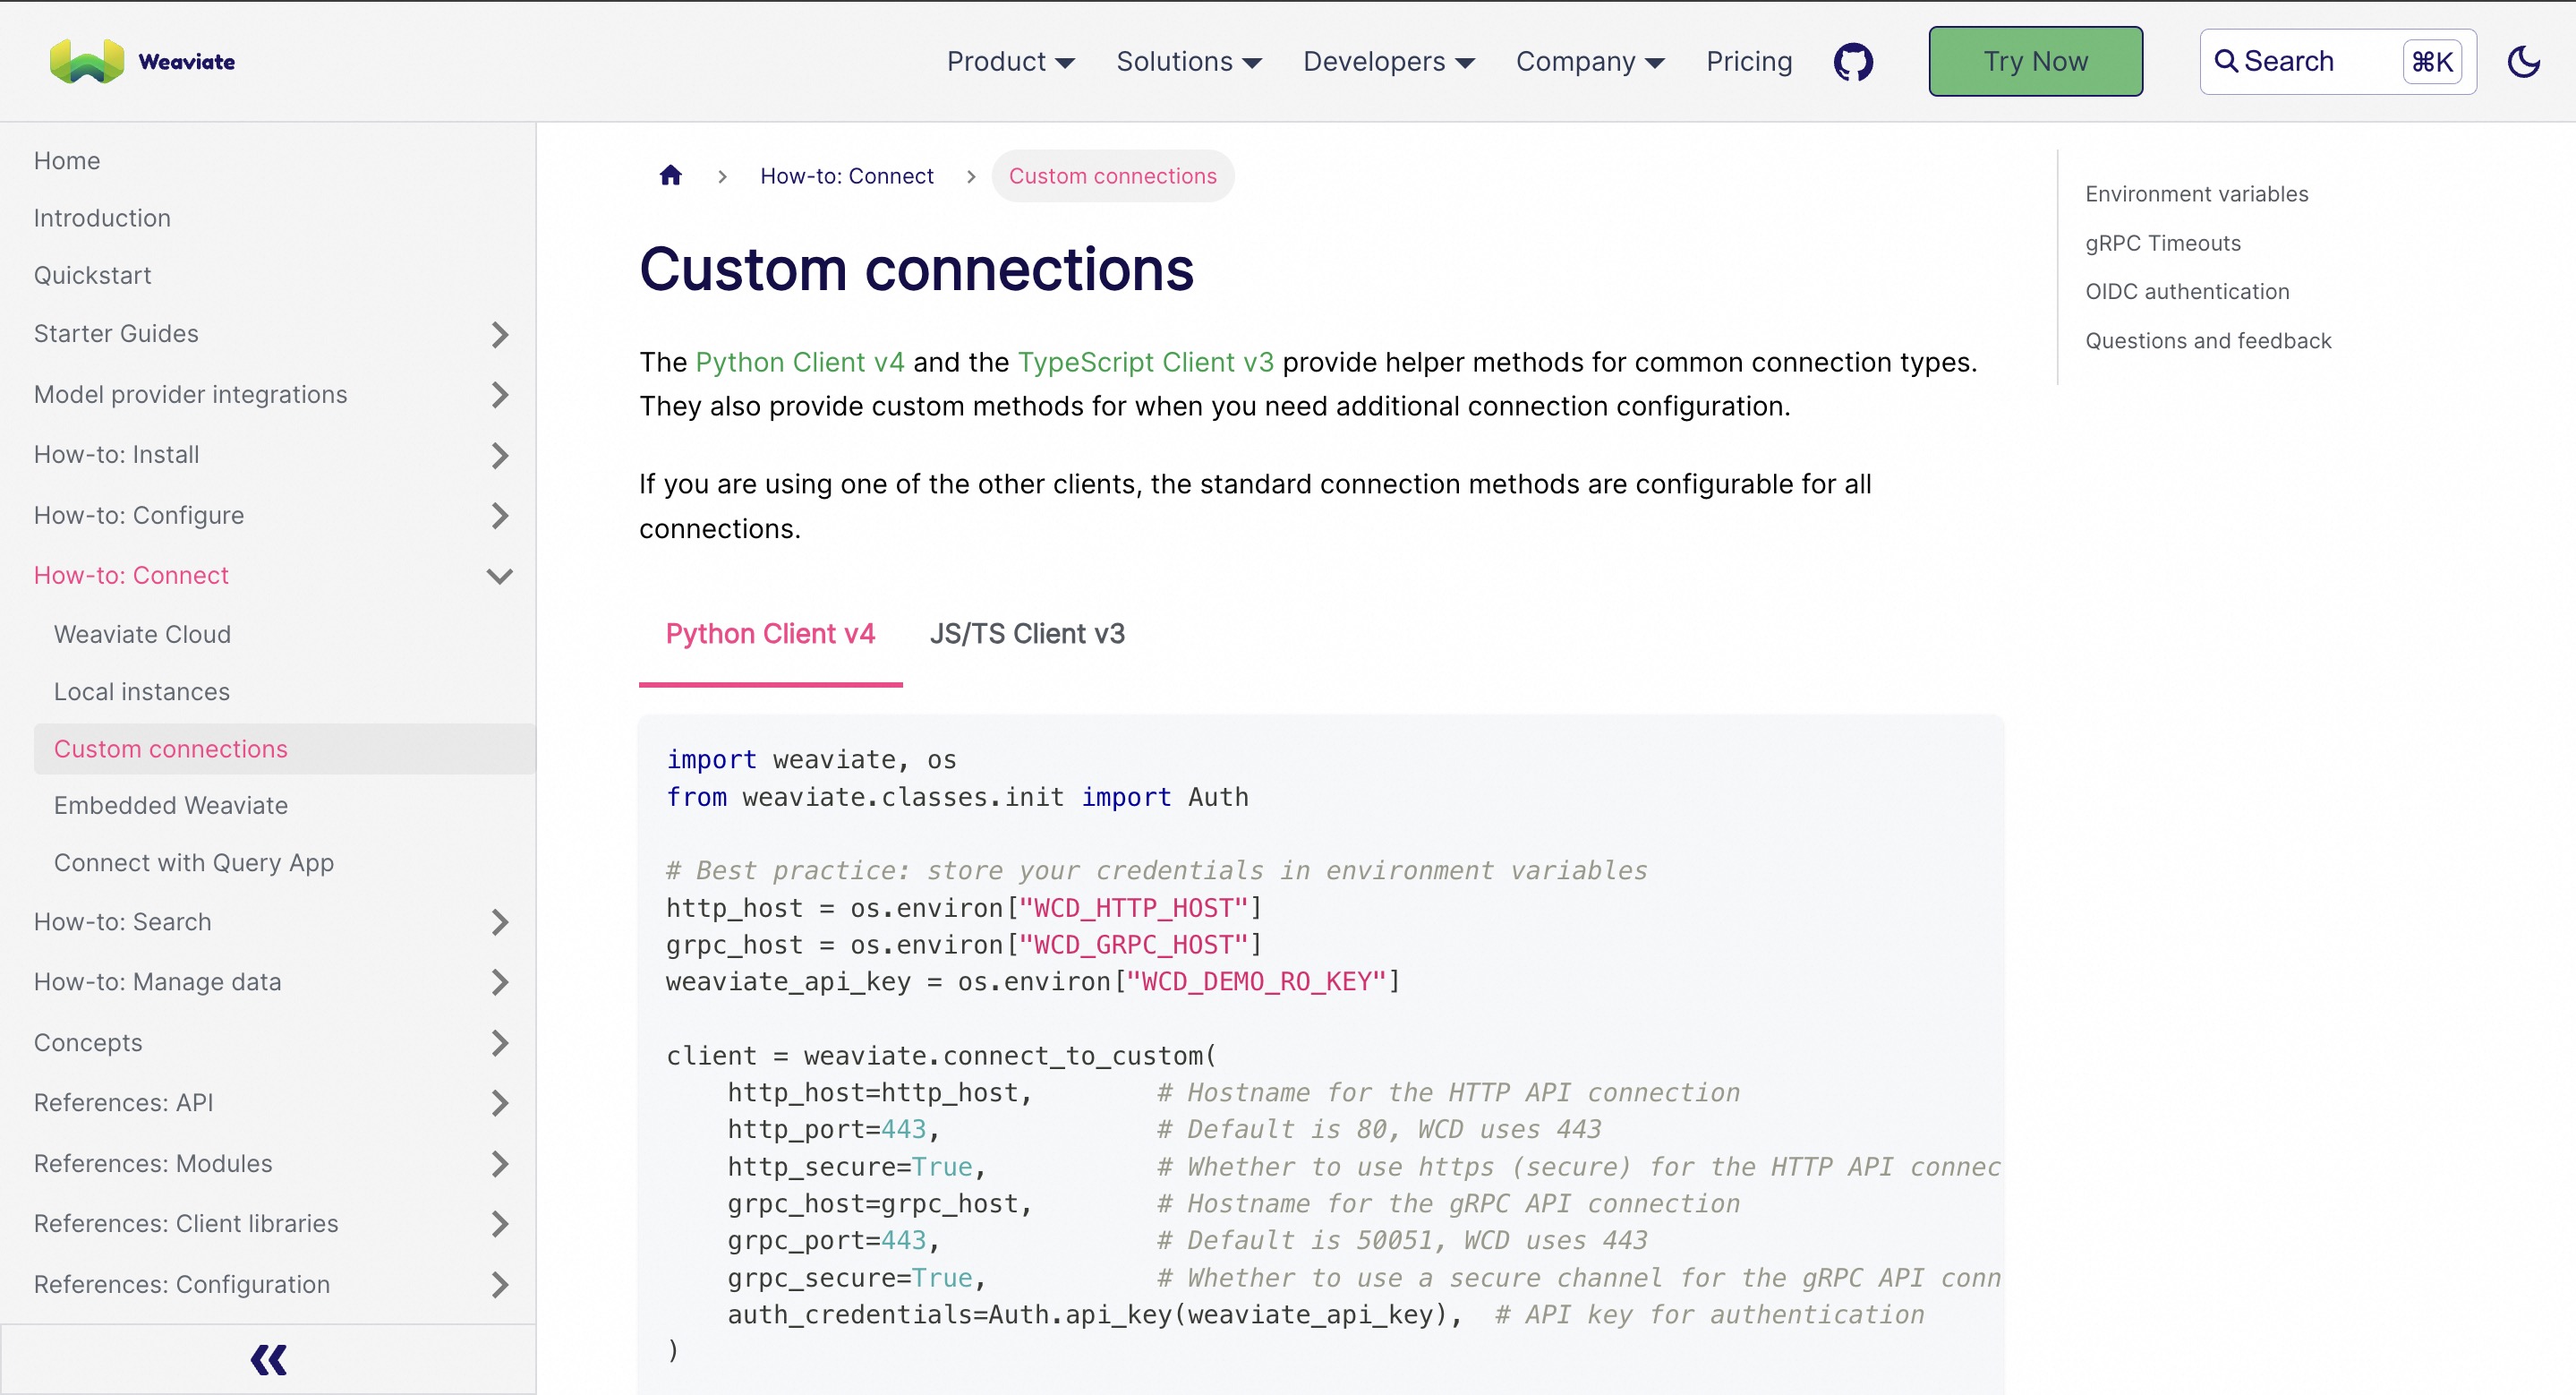 Weaviate
Product
Solutions
Developers
Company
Pricing
Try Now
Search
⌘K
Home
Introduction
Quickstart
Starter Guides
Model provider integrations
How-to: Install
How-to: Configure
How-to: Connect
Weaviate Cloud
Local instances
Custom connections
Embedded Weaviate
Connect with Query App
How-to: Search
How-to: Manage data
Concepts
References: API
References: Modules
References: Client libraries
References: Configuration
How-to: Connect
Custom connections
Custom connections
The Python Client v4 and the TypeScript Client v3 provide helper methods for common connection types.
They also provide custom methods for when you need additional connection configuration.
If you are using one of the other clients, the standard connection methods are configurable for all
connections.
Python Client v4
JS/TS Client v3
import weaviate, os
from weaviate.classes.init import Auth
# Best practice: store your credentials in environment variables
http_host = os.environ["WCD_HTTP_HOST"]
grpc_host = os.environ["WCD_GRPC_HOST"]
weaviate_api_key = os.environ["WCD_DEMO_RO_KEY"]
client = weaviate.connect_to_custom(
    http_host=http_host,        # Hostname for the HTTP API connection
    http_port=443,              # Default is 80, WCD uses 443
    http_secure=True,           # Whether to use https (secure) for the HTTP API connec
    grpc_host=grpc_host,        # Hostname for the gRPC API connection
    grpc_port=443,              # Default is 50051, WCD uses 443
    grpc_secure=True,           # Whether to use a secure channel for the gRPC API conn
    auth_credentials=Auth.api_key(weaviate_api_key),  # API key for authentication
)
Environment variables
gRPC Timeouts
OIDC authentication
Questions and feedback